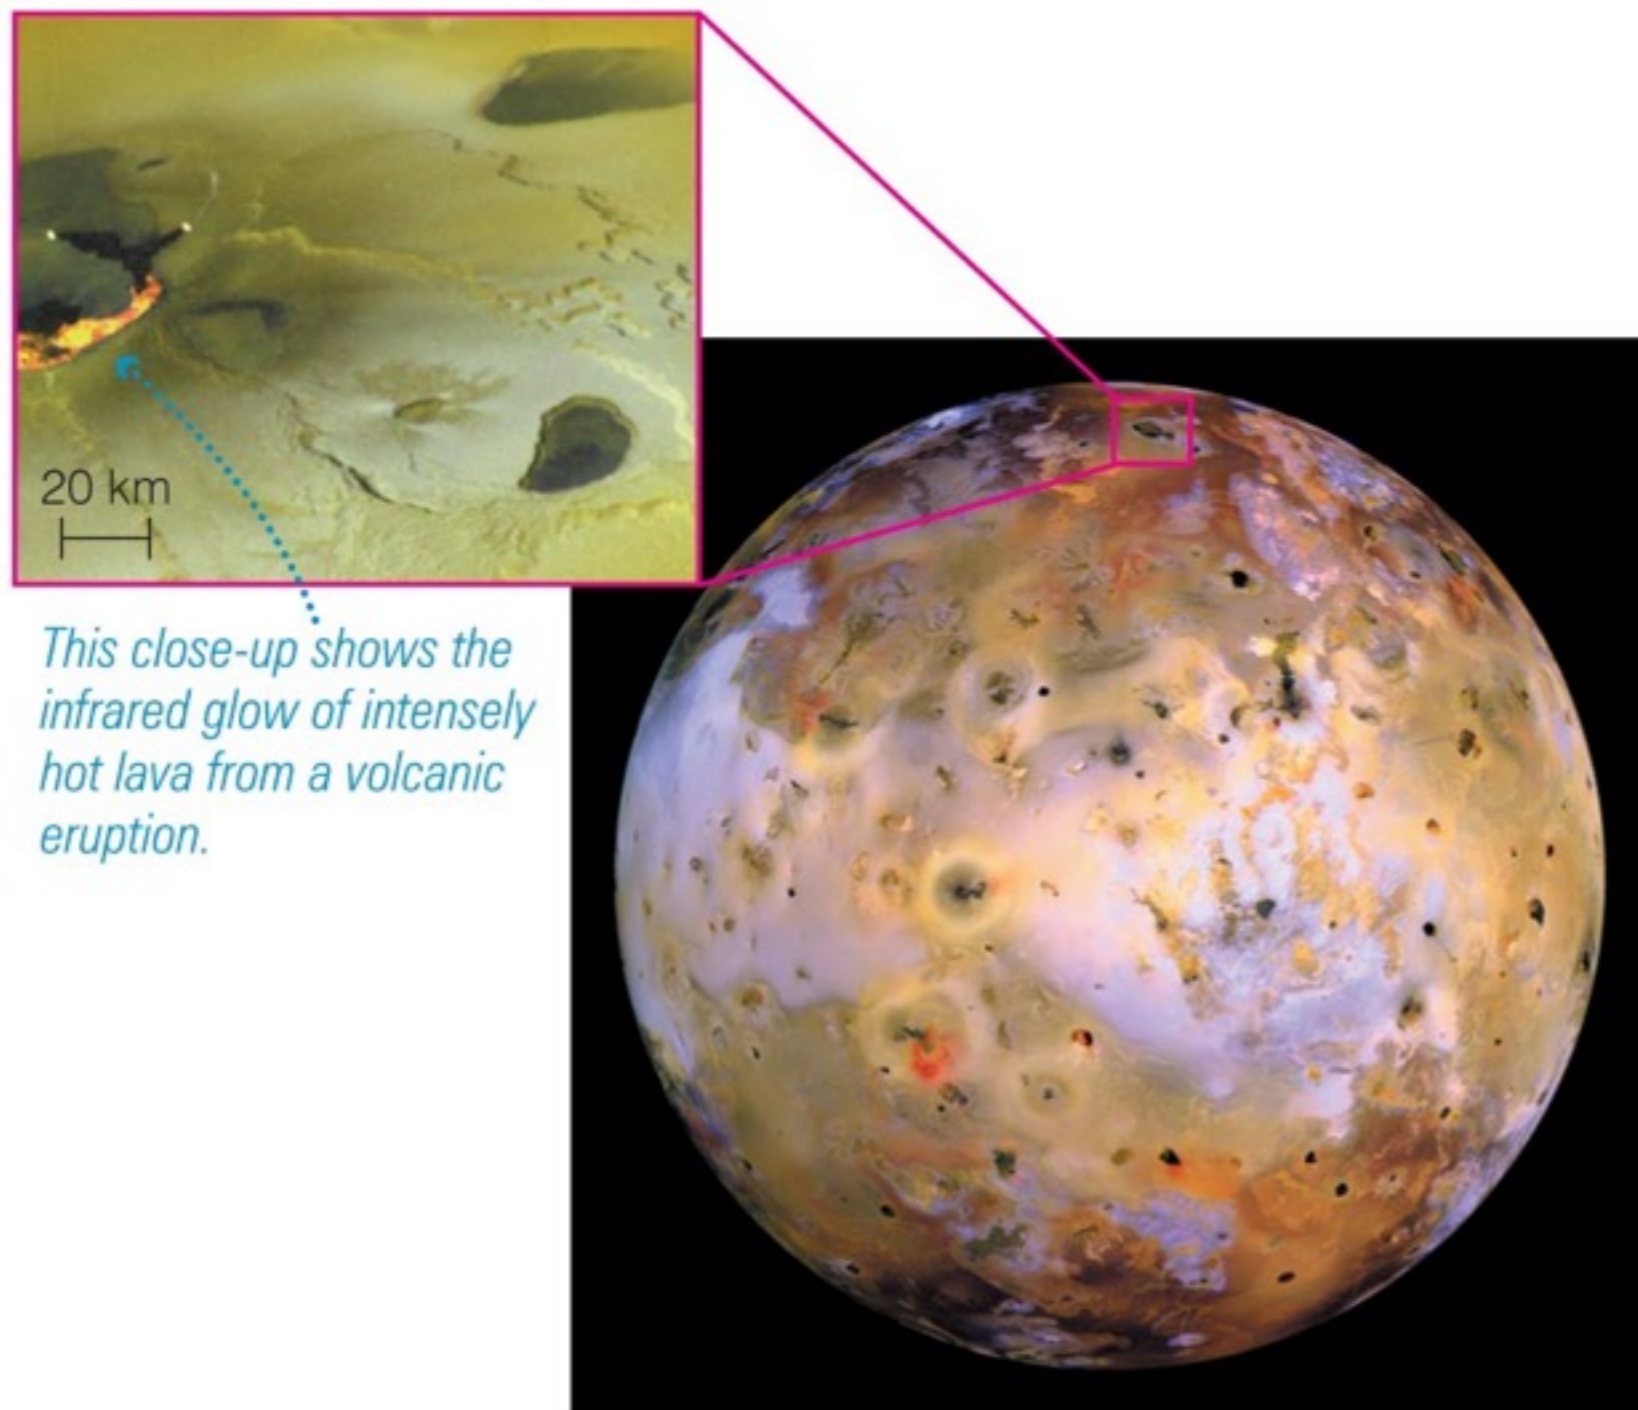 20 km
This close-up shows the
infrared glow of intensely
hot lava from a volcanic
eruption.